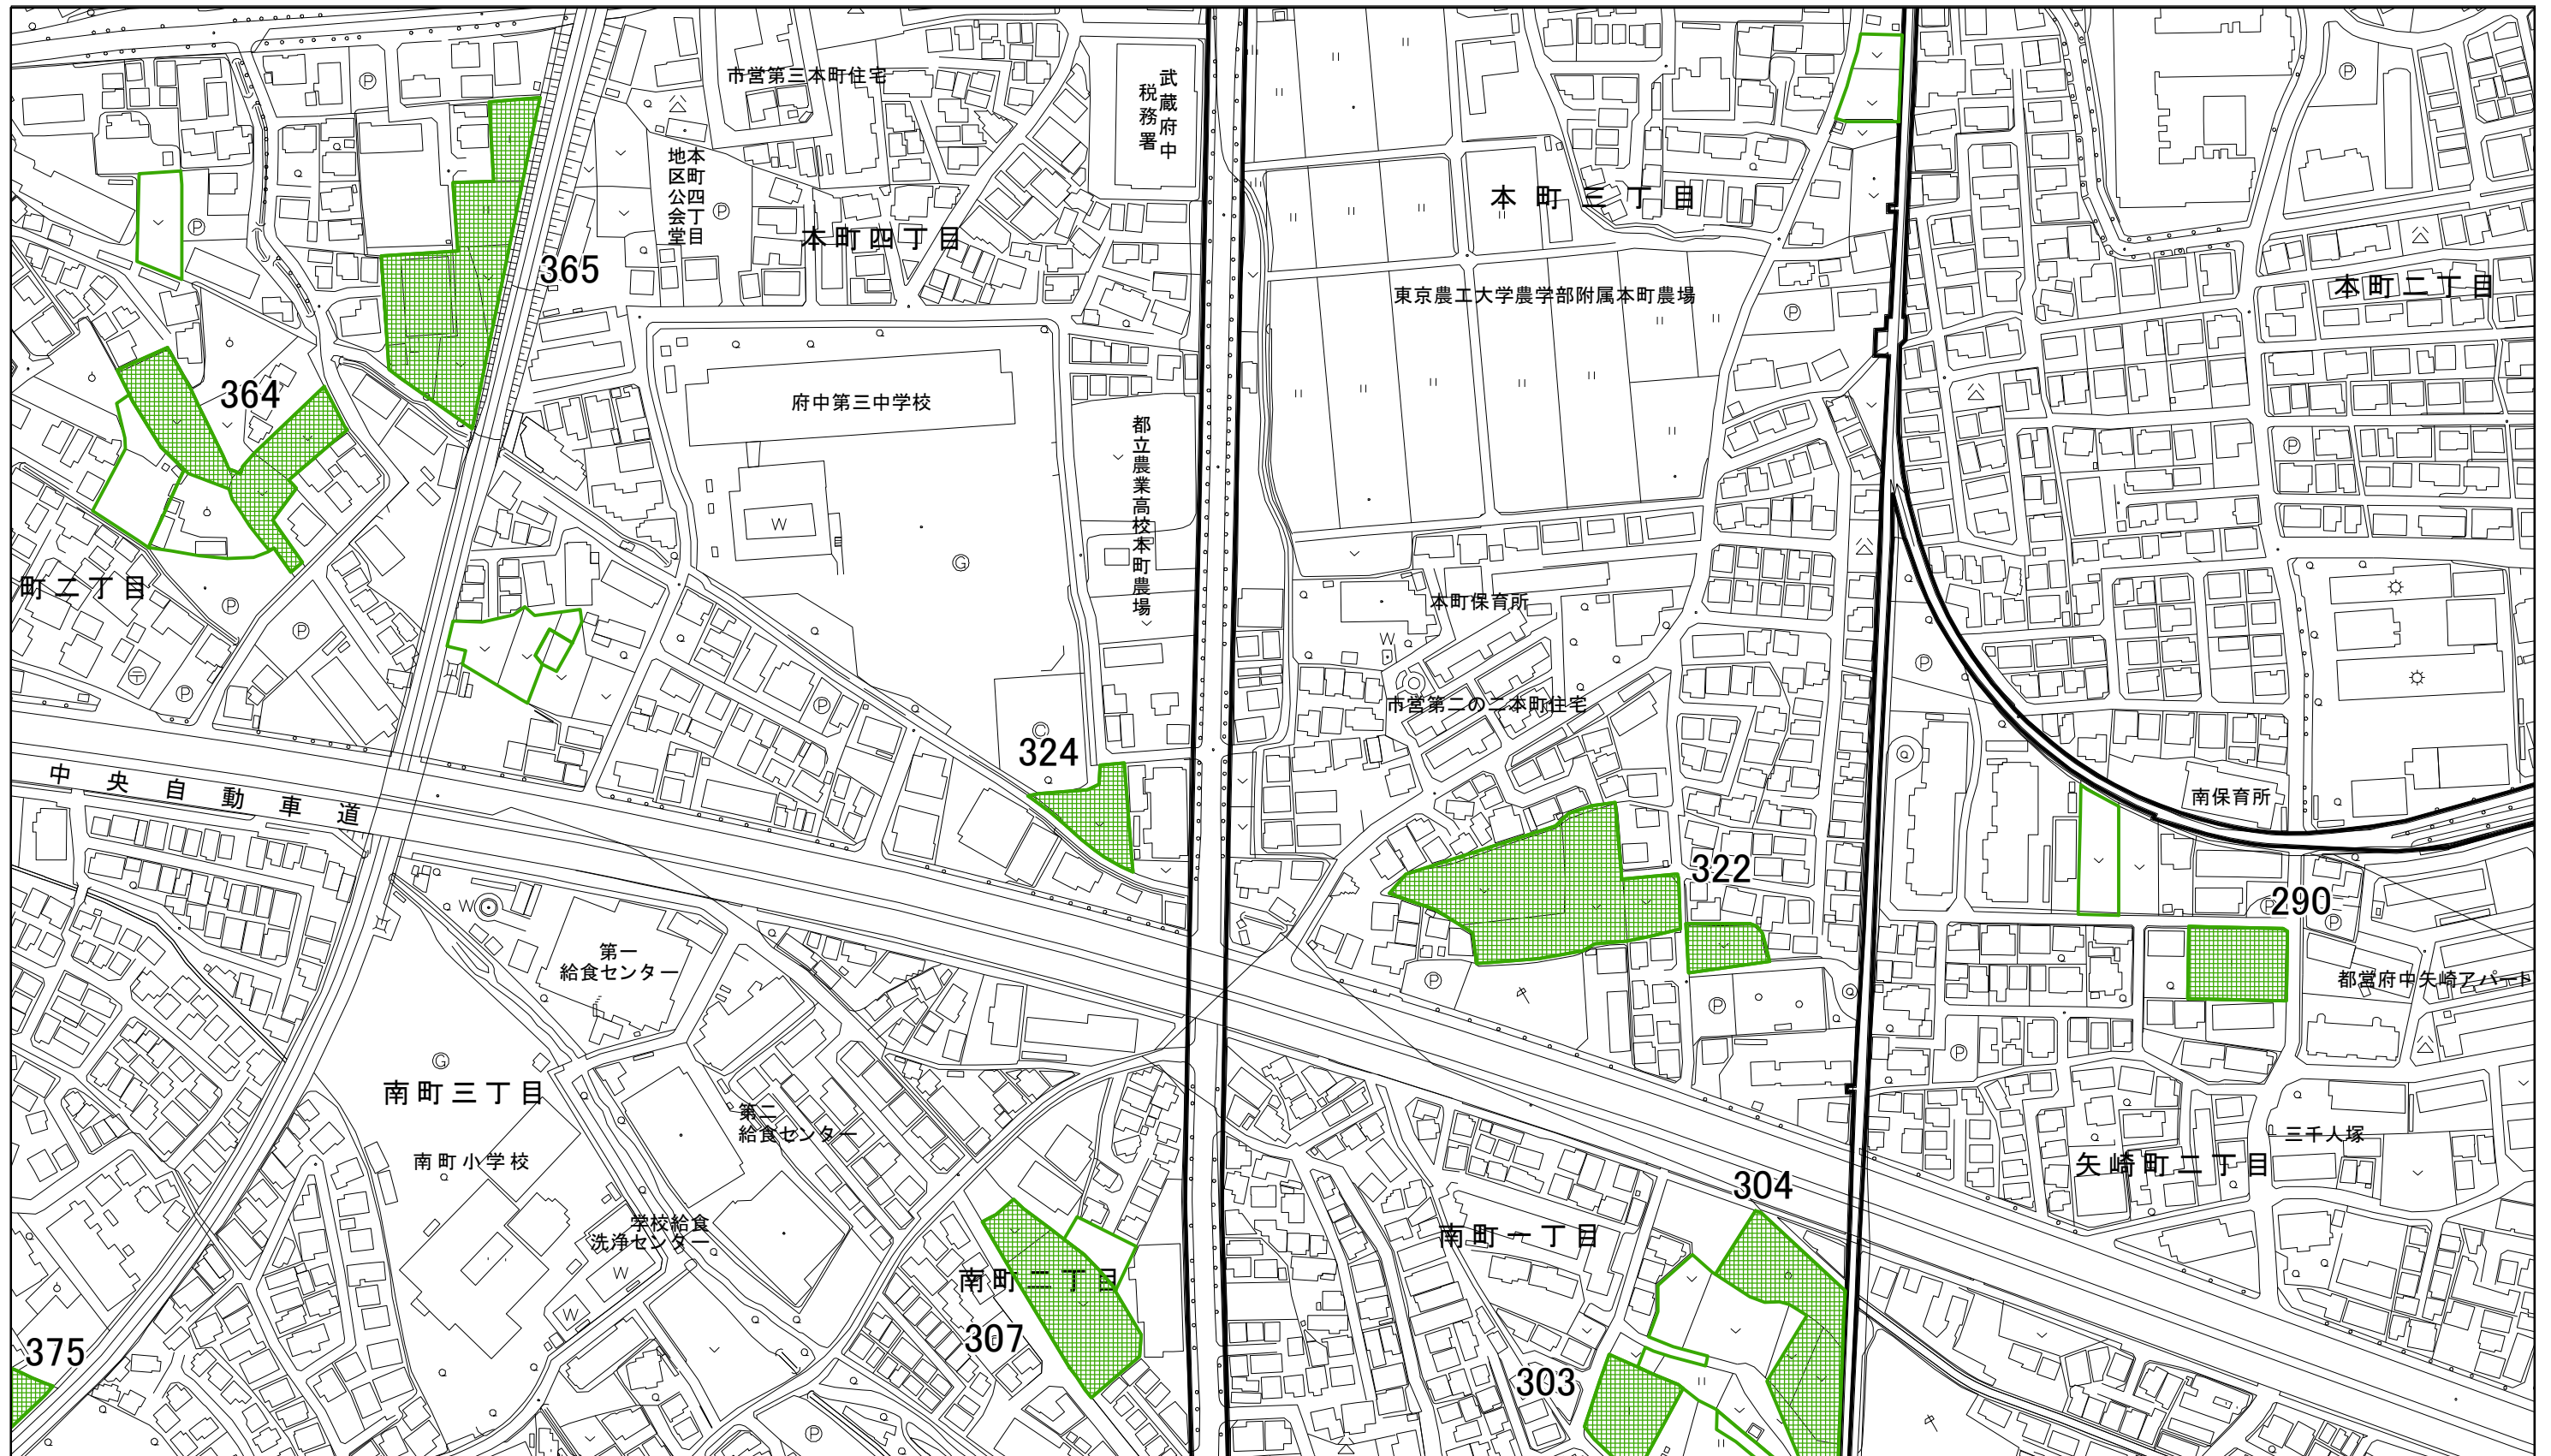 市営第三本町住宅
武蔵府中
税務署
本町四丁目
地区公会堂
本町三丁目
本町四丁目
365
東京農工大学農学部附属本町農場
本町二丁目
364
府中第三中学校
都立農業高校本町農場
W
G
町二丁目
P
本町保育所
W
市営第二の二本町住宅
C
324
中央自動車道
南保育所
322
290
W
第一
給食センター
都営府中矢崎アパート
G
南町三丁目
第二
給食センター
三千人塚
矢崎町二丁目
南町小学校
304
学校給食
洗浄センター
南町一丁目
W
南町二丁目
W
307
375
303